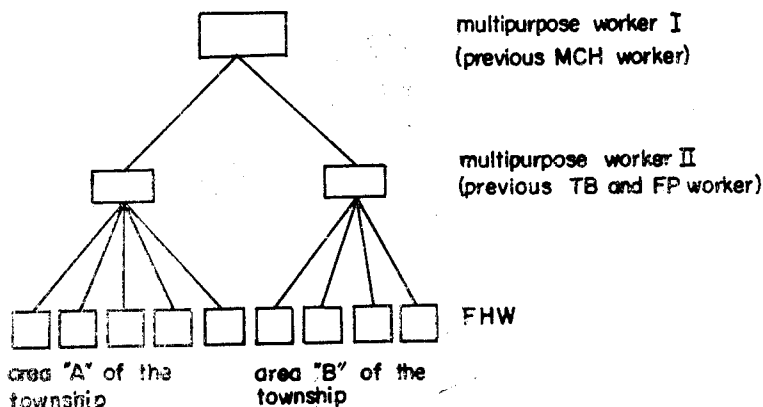 multipurpose worker I
(previous MCH worker)
multipurpose worker II
(previous TB and FP worker)
FHW
area "A" of the
township
area "B" of the
township